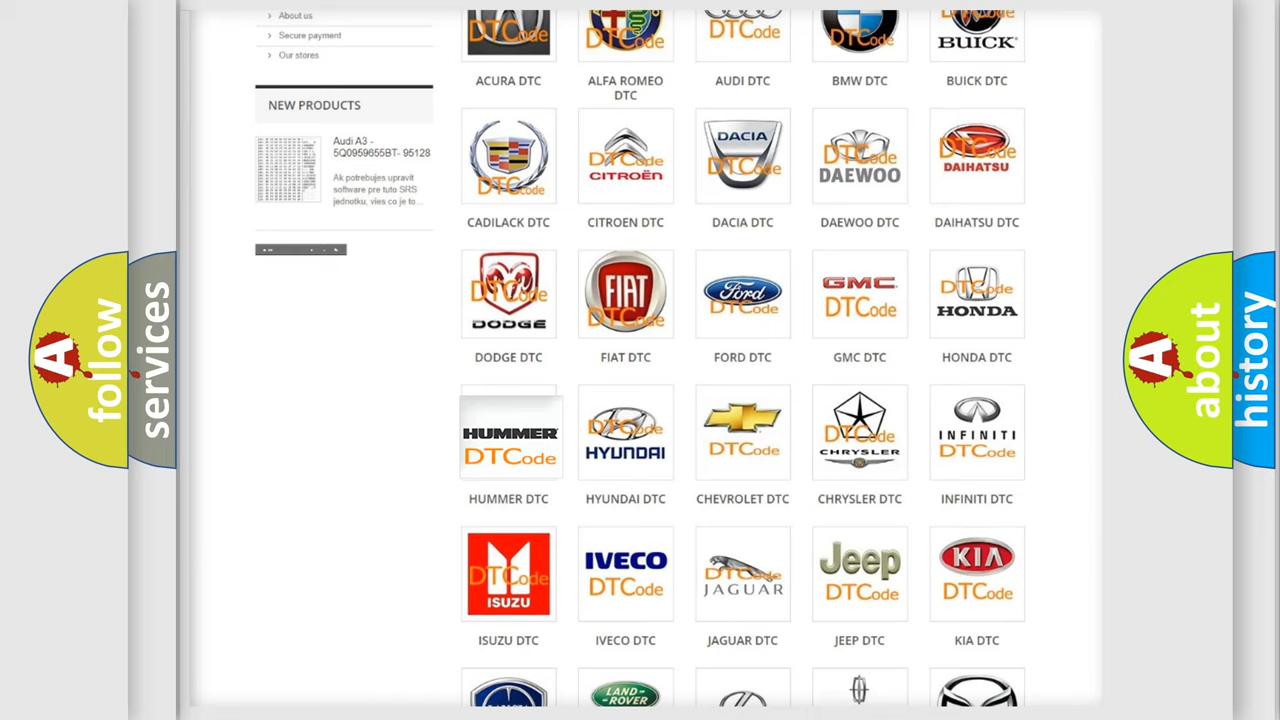 About us
Secure payment
Our stores
NEW PRODUCTS
Audi A3 -
5Q0959655BT- 95128
Ak potrebujes upravit
software pre tuto SRS
jednotku, vies co je to...
A follow
services
DTCode
DTCode
DTCode
DTCode
DTCode
BUICK
ACURA DTC
ALFA ROMEO
DTC
AUDI DTC
BMW DTC
BUICK DTC
DTCode
DTCode
CITROËN
DACIA
DTCode
DTCode
DAEWOO
DTCode
DAIHATSU
CADILACK DTC
CITROEN DTC
DACIA DTC
DAEWOO DTC
DAIHATSU DTC
DTCode
DODGE
FIAT
DTCode
Ford
DTCode
GMC
DTCode
DTCode
HONDA
DODGE DTC
FIAT DTC
FORD DTC
GMC DTC
HONDA DTC
HUMMER
DTCode
DTCode
HYUNDAI
DTCode
DTCode
CHRYSLER
INFINITI
DTCode
HUMMER DTC
HYUNDAI DTC
CHEVROLET DTC
CHRYSLER DTC
INFINITI DTC
DTCode
ISUZU
IVECO
DTCode
DTCode
JAGUAR
Jeep
DTCode
KIA
DTCode
ISUZU DTC
IVECO DTC
JAGUAR DTC
JEEP DTC
KIA DTC
LAND-
ROVER
A about
history